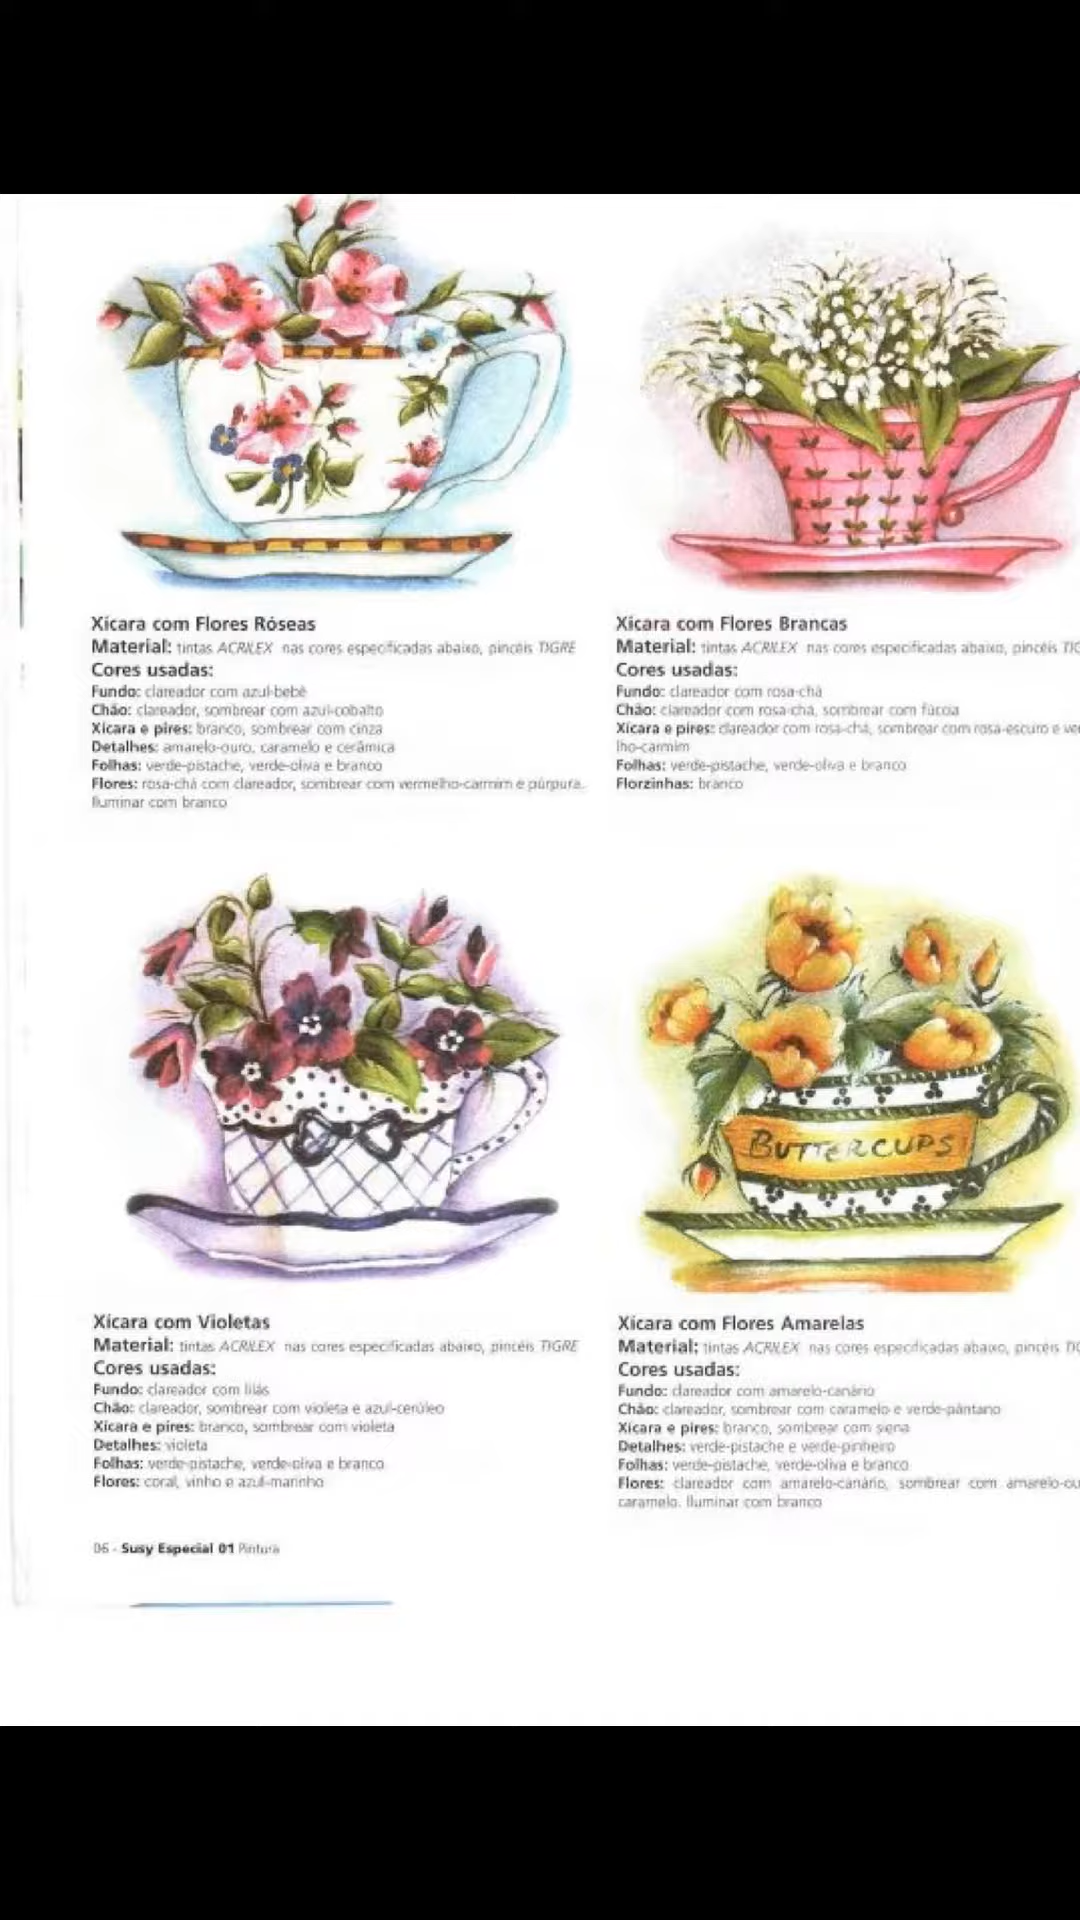 Xícara com Flores Róseas
Material: tintas ACRILEX nas cores especificadas abaixo, pincéis TIGRE
Cores usadas:
Fundo: clareador com azul-bebê
Chão: clareador, sombrear com azul-cobalto
Xícara e pires: branco, sombrear com cinza
Detalhes: amarelo-ouro, caramelo e cerâmica
Folhas: verde-pistache, verde-oliva e branco
Flores: rosa-chá com clareador, sombrear com vermelho-carmim e púrpura.
Iluminar com branco
Xícara com Flores Brancas
Material: tintas ACRILEX nas cores especificadas abaixo, pincéis
Cores usadas:
Fundo: clareador com rosa-chá
Chão: clareador com rosa-chá, sombrear com fúcsia
Xícara e pires: clareador com rosa-chá, sombrear com rosa-escuro e ver
lho-carmim
Folhas: verde-pistache, verde-oliva e branco
Florzinhas: branco
BUTTERCUPS
Xícara com Violetas
Material: tintas ACRILEX nas cores especificadas abaixo, pincéis TIGRE
Cores usadas:
Fundo: clareador com lilás
Chão: clareador, sombrear com violeta e azul-cerúleo
Xícara e pires: branco, sombrear com violeta
Detalhes: violeta
Folhas: verde-pistache, verde-oliva e branco
Flores: coral, vinho e azul-marinho
Xícara com Flores Amarelas
Material: tintas ACRILEX nas cores especificadas abaixo, pincéis
Cores usadas:
Fundo: clareador com amarelo-canário
Chão: clareador, sombrear com caramelo e verde-pântano
Xícara e pires: branco, sombrear com siena
Detalhes: verde-pistache e verde-pinheiro
Folhas: verde-pistache, verde-oliva e branco
Flores: clareador com amarelo-canário, sombrear com amarelo-ou
caramelo. Iluminar com branco
06 - Susy Especial 01 Pintura